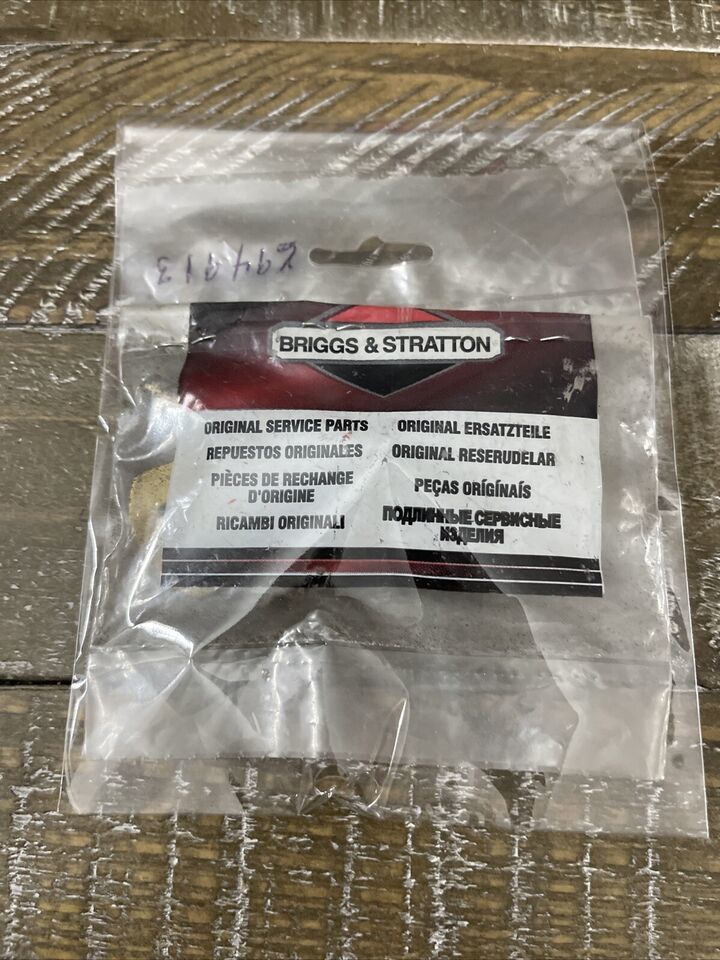 BRIGGS & STRATTON
ORIGINAL SERVICE PARTS
REPUESTOS ORIGINALES
PIÈCES DE RECHANGE
D'ORIGINE
RICAMBI ORIGINALI
ORIGINAL ERSATZTEILE
ORIGINAL RESERUDELAR
PEÇAS ORÍGÍNAÍS
ПОДЛИННЫЕ СЕРВИСНЫЕ
ИЗДЕЛИЯ